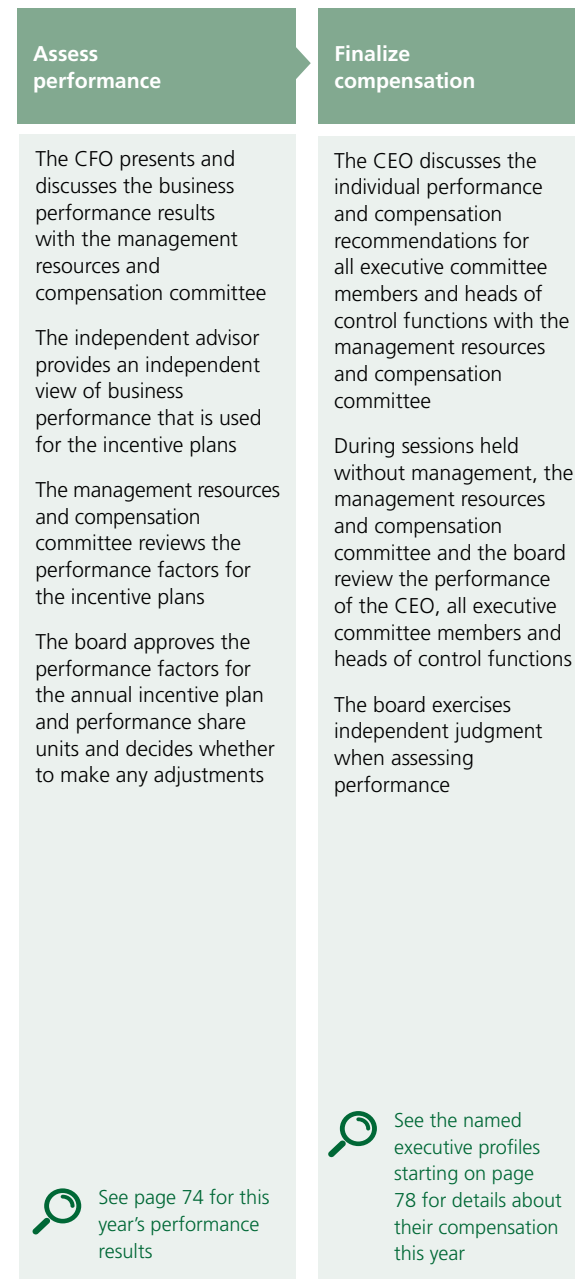 Assess
performance
The CFO presents and
discusses the business
performance results
with the management
resources and
compensation committee
The independent advisor
provides an independent
view of business
performance that is used
for the incentive plans
The management resources
and compensation
committee reviews the
performance factors for
the incentive plans
The board approves the
performance factors for
the annual incentive plan
and performance share
units and decides whether
to make any adjustments
See page 74 for this
year’s performance
results
Finalize
compensation
The CEO discusses the
individual performance
and compensation
recommendations for
all executive committee
members and heads of
control functions with the
management resources
and compensation
committee
During sessions held
without management, the
management resources
and compensation
committee and the board
review the performance
of the CEO, all executive
committee members and
heads of control functions
The board exercises
independent judgment
when assessing
performance
See the named
executive profiles
starting on page
78 for details about
their compensation
this year